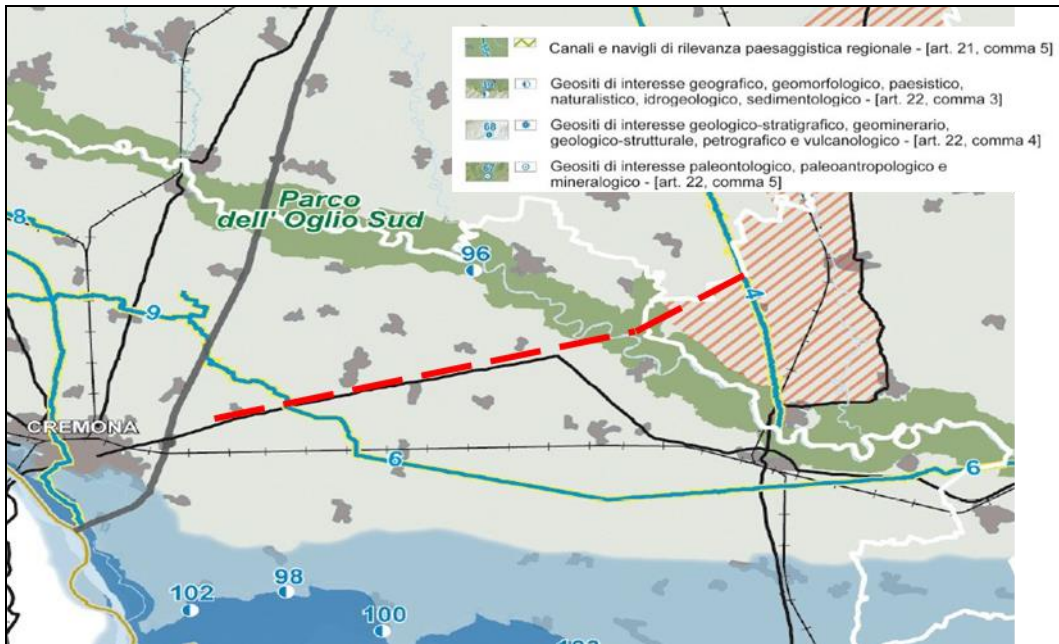 Canali e navigli di rilevanza paesaggistica regionale - [art. 21, comma 5]
Geositi di interesse geografico, geomorfologico, paesistico,
naturalistico, idrogeologico, sedimentologico - [art. 22, comma 3]
68
Geositi di interesse geologico-stratigrafico, geominerario,
geologico-strutturale, petrografico e vulcanologico - [art. 22, comma 4]
67
Geositi di interesse paleontologico, paleoantropologico e
mineralogico - [art. 22, comma 5]
Parco
dell' Oglio Sud
8
96
4
9
CREMONA
6
6
98
102
100